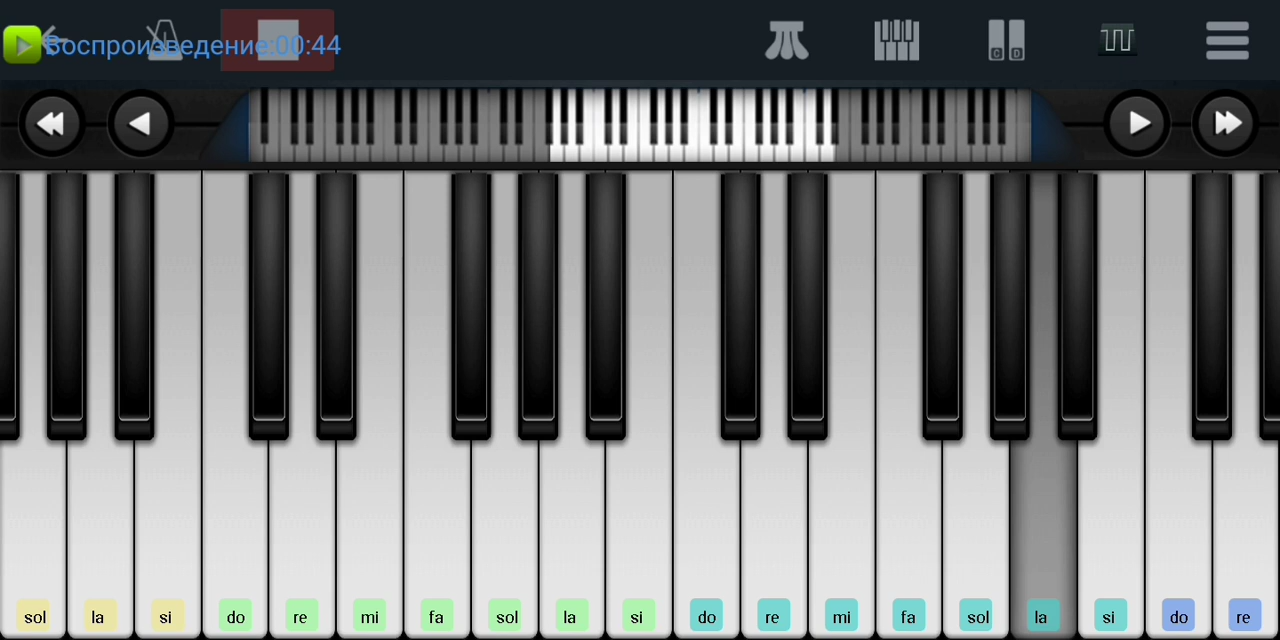 Воспроизведение:00:44
C D
sol la si do re mi fa sol la si do re mi fa sol la si do re